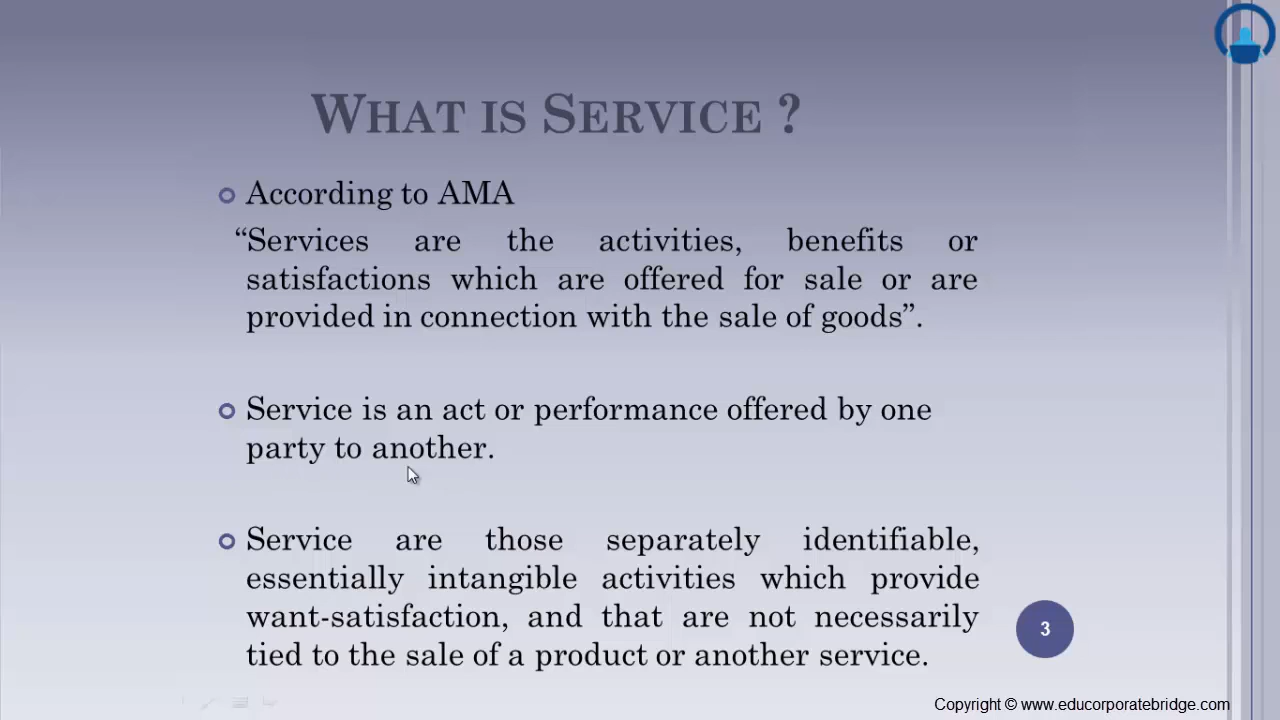 WHAT IS SERVICE ?
According to AMA
“Services are the activities, benefits or
satisfactions which are offered for sale or are
provided in connection with the sale of goods”.
Service is an act or performance offered by one
party to another.
Service are those separately identifiable,
essentially intangible activities which provide
want-satisfaction, and that are not necessarily
tied to the sale of a product or another service.
3
Copyright © www.educorporatebridge.com